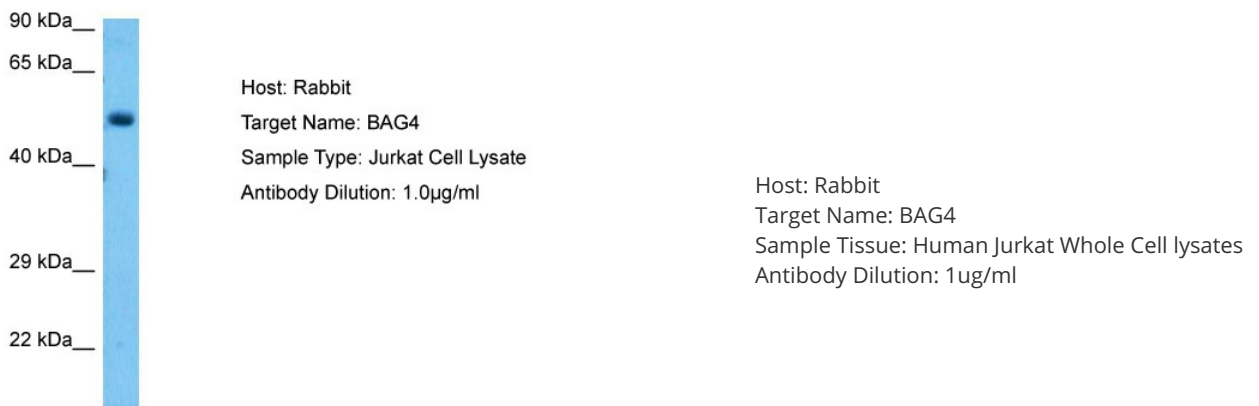 90 kDa__
65 kDa__
40 kDa__
29 kDa__
22 kDa__
Host: Rabbit
Target Name: BAG4
Sample Type: Jurkat Cell Lysate
Antibody Dilution: 1.0µg/ml
Host: Rabbit
Target Name: BAG4
Sample Tissue: Human Jurkat Whole Cell lysates
Antibody Dilution: 1ug/ml